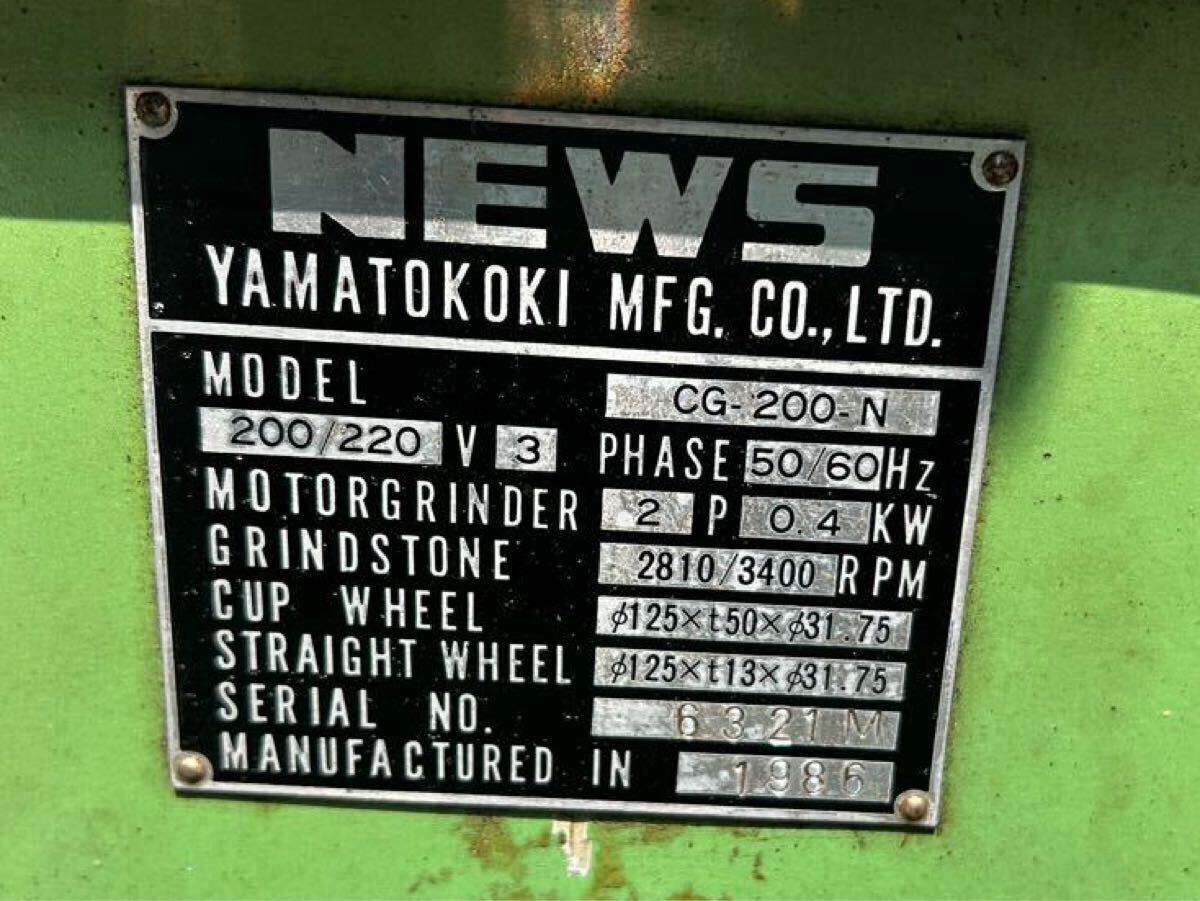 NEWS
YAMATOKOKI MFG. CO., LTD.
MODEL CG-200-N
200/220 V 3 PHASE 50/60 Hz
MOTORGRINDER 2 P 0.4 KW
GRINDSTONE 2810/3400 RPM
CUP WHEEL φ125×t50×φ31.75
STRAIGHT WHEEL φ125×t13×φ31.75
SERIAL NO. 6321M
MANUFACTURED IN 1986